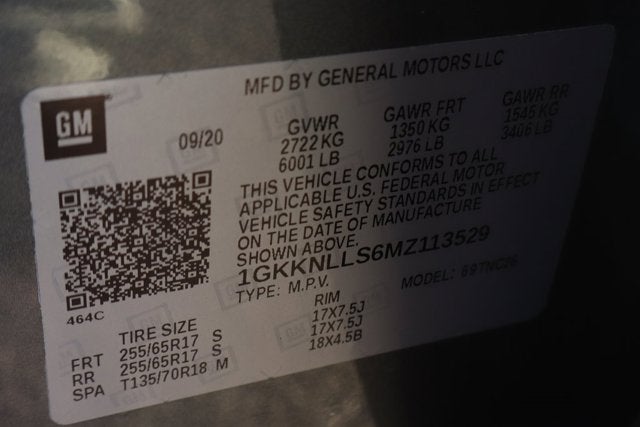 MFD BY GENERAL MOTORS LLC
GM
09/20
GVWR GAWR FRT GAWR RR
2722 KG 1350 KG 1545 KG
6001 LB 2976 LB 3406 LB
THIS VEHICLE CONFORMS TO ALL
APPLICABLE U.S. FEDERAL MOTOR
VEHICLE SAFETY STANDARDS IN EFFECT
ON THE DATE OF MANUFACTURE
SHOWN ABOVE.
1GKKNLLS6MZ113529
TYPE: M.P.V. MODEL: 69TNC26
464C
TIRE SIZE RIM
FRT 255/65R17 S 17X7.5J
RR 255/65R17 S 17X7.5J
SPA T135/70R18 M 18X4.5B